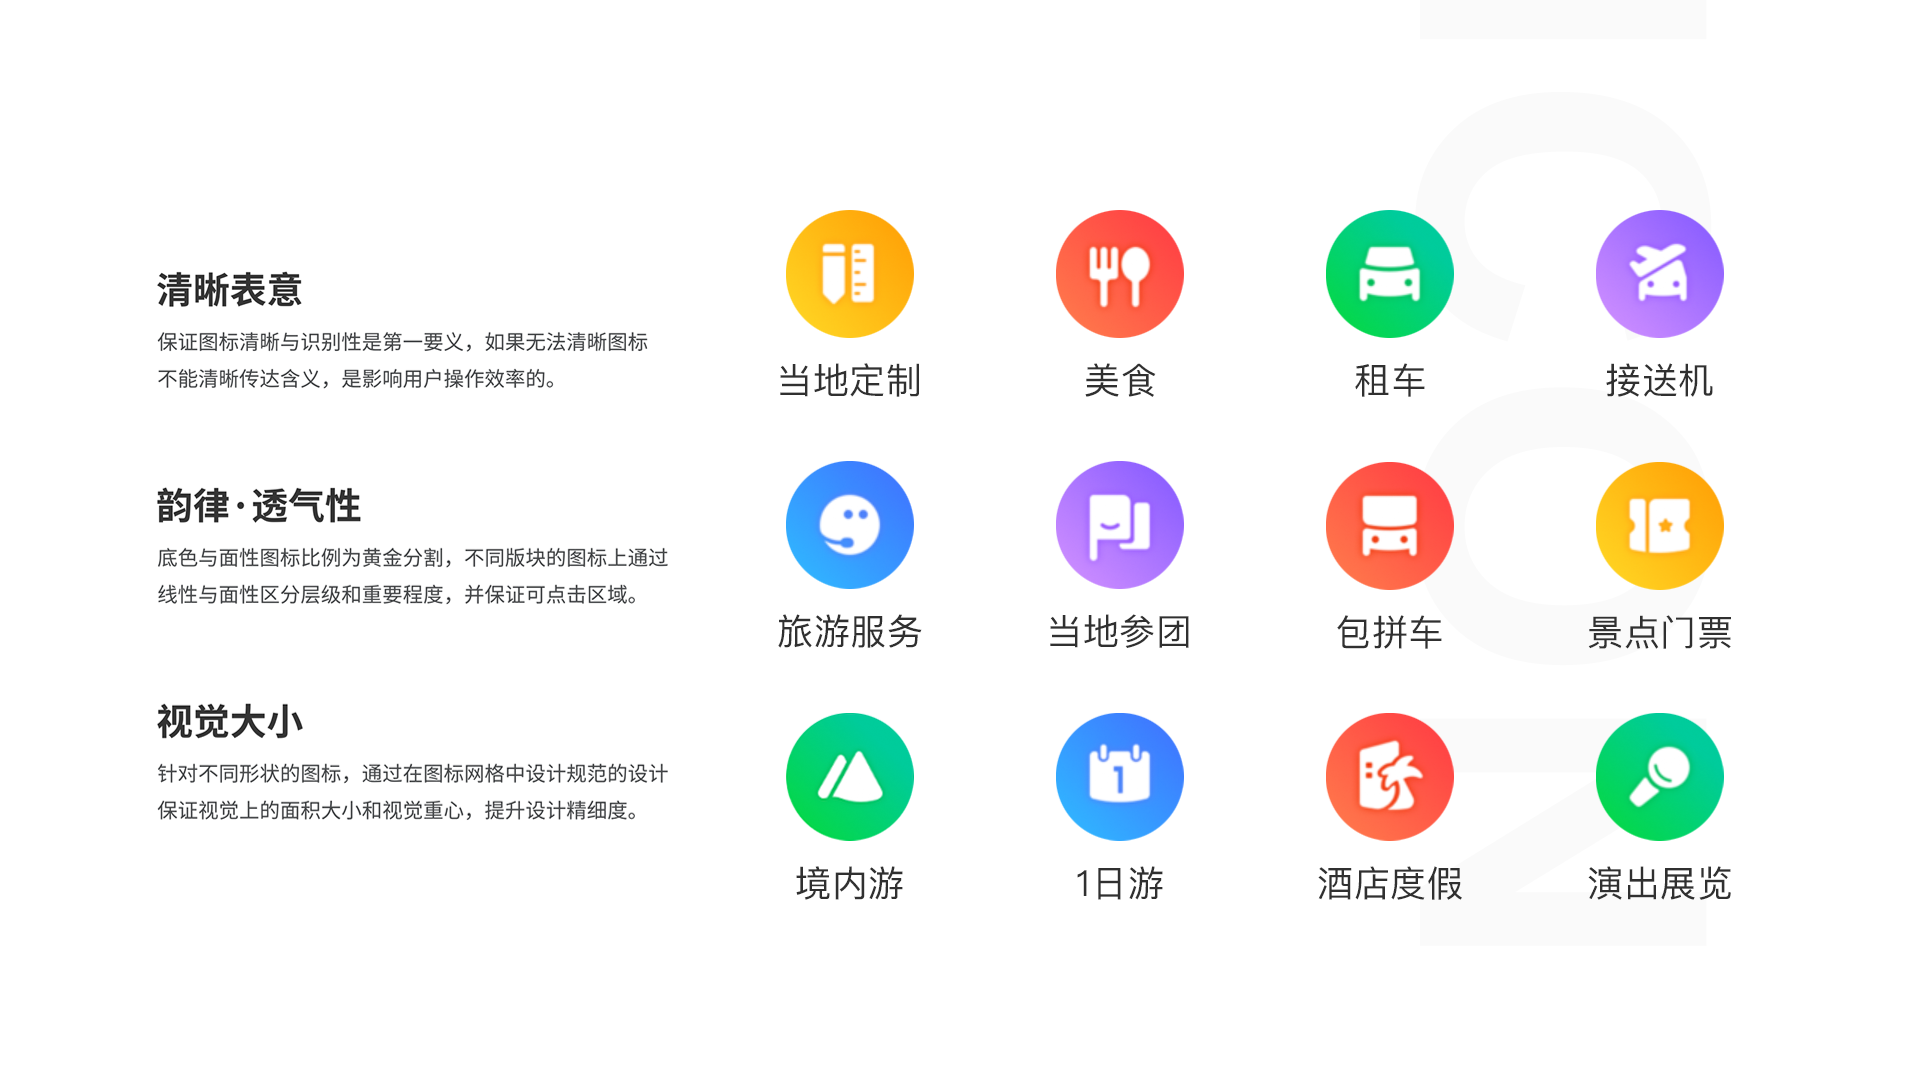 清晰表意
保证图标清晰与识别性是第一要义，如果无法清晰图标
不能清晰传达含义，是影响用户操作效率的。
韵律·透气性
底色与面性图标比例为黄金分割，不同版块的图标上通过
线性与面性区分层级和重要程度，并保证可点击区域。
视觉大小
针对不同形状的图标，通过在图标网格中设计规范的设计
保证视觉上的面积大小和视觉重心，提升设计精细度。
当地定制
美食
租车
接送机
旅游服务
当地参团
包拼车
景点门票
1
境内游
1日游
酒店度假
演出展览
ICON